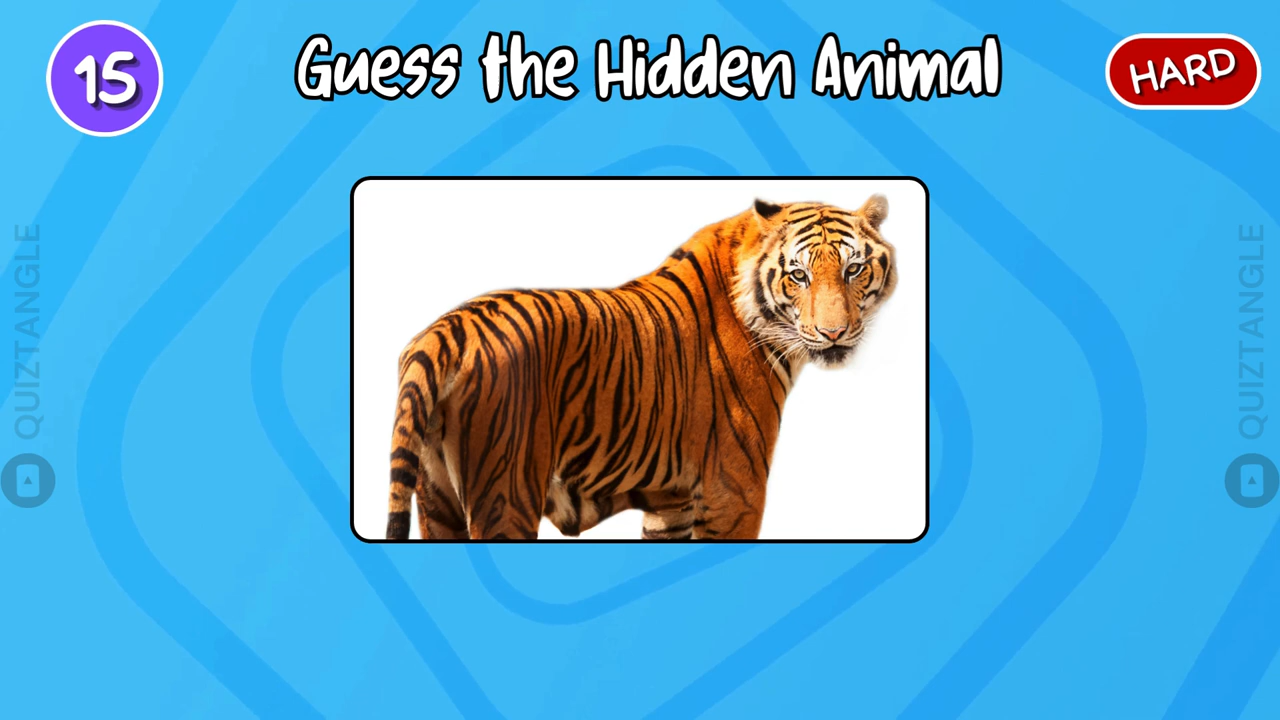 15
Guess the Hidden Animal
HARD
QUIZTANGLE
QUIZTANGLE